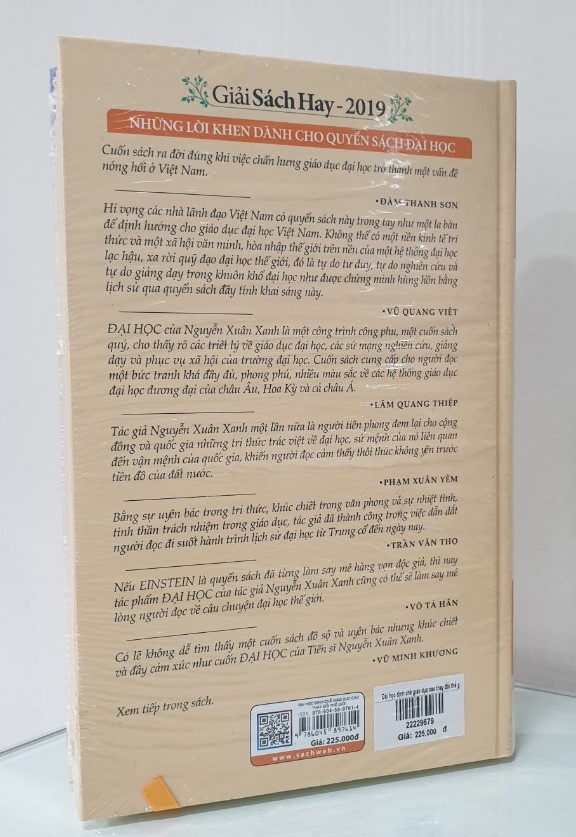 Giải Sách Hay - 2019
NHỮNG LỜI KHEN DÀNH CHO QUYỂN SÁCH ĐẠI HỌC
Cuốn sách ra đời đúng khi việc chấn hưng giáo dục đại học trở thành một vấn đề
nóng hổi ở Việt Nam.
• ĐÀM THANH SƠN
Hi vọng các nhà lãnh đạo Việt Nam có quyển sách này trong tay như một la bàn
để định hướng cho giáo dục đại học Việt Nam. Không thể có một nền kinh tế tri
thức và một xã hội văn minh, hòa nhập thế giới trên nền của một hệ thống đại học
lạc hậu, xa rời quỹ đạo đại học thế giới, đó là tự do tư duy, tự do nghiên cứu và
tự do giảng dạy trong khuôn khổ đại học như được chứng minh hùng hồn bằng
lịch sử qua quyển sách đầy tính khai sáng này.
• VŨ QUANG VIỆT
ĐẠI HỌC của Nguyễn Xuân Xanh là một công trình công phu, một cuốn sách
quý, cho thấy rõ các triết lý về giáo dục đại học, các sứ mạng nghiên cứu, giảng
dạy và phục vụ xã hội của trường đại học. Cuốn sách cung cấp cho người đọc
một bức tranh khá đầy đủ, phong phú, nhiều màu sắc về các hệ thống giáo dục
đại học đương đại của châu Âu, Hoa Kỳ và cả châu Á.
• LÂM QUANG THIỆP
Tác giả Nguyễn Xuân Xanh một lần nữa là người tiên phong đem lại cho cộng
đồng và quốc gia những tri thức trác việt về đại học, sứ mệnh của nó liên quan
đến vận mệnh của quốc gia, khiến người đọc cảm thấy thôi thúc không yên trước
tiền đồ của đất nước.
• PHẠM XUÂN YÊM
Bằng sự uyên bác trong tri thức, khúc chiết trong văn phong và sự nhiệt tình,
tinh thần trách nhiệm trong giáo dục, tác giả đã thành công trong việc dẫn dắt
người đọc đi suốt hành trình lịch sử đại học từ Trung cổ đến ngày nay.
• TRẦN VĂN THỌ
Nếu EINSTEIN là quyển sách đã từng làm say mê hàng vạn độc giả, thì nay
tác phẩm ĐẠI HỌC của tác giả Nguyễn Xuân Xanh cũng có thể sẽ làm say mê
lòng người đọc về câu chuyện đại học thế giới.
• VÕ TÁ HÂN
Có lẽ không dễ tìm thấy một cuốn sách đồ sộ và uyên bác nhưng khúc chiết
và đầy cảm xúc như cuốn ĐẠI HỌC của Tiến sĩ Nguyễn Xuân Xanh.
• VŨ MINH KHƯƠNG
Xem tiếp trong sách.
Giá: 225.000đ
www.sachweb.vn
22229579
Giá: 225,000 đ